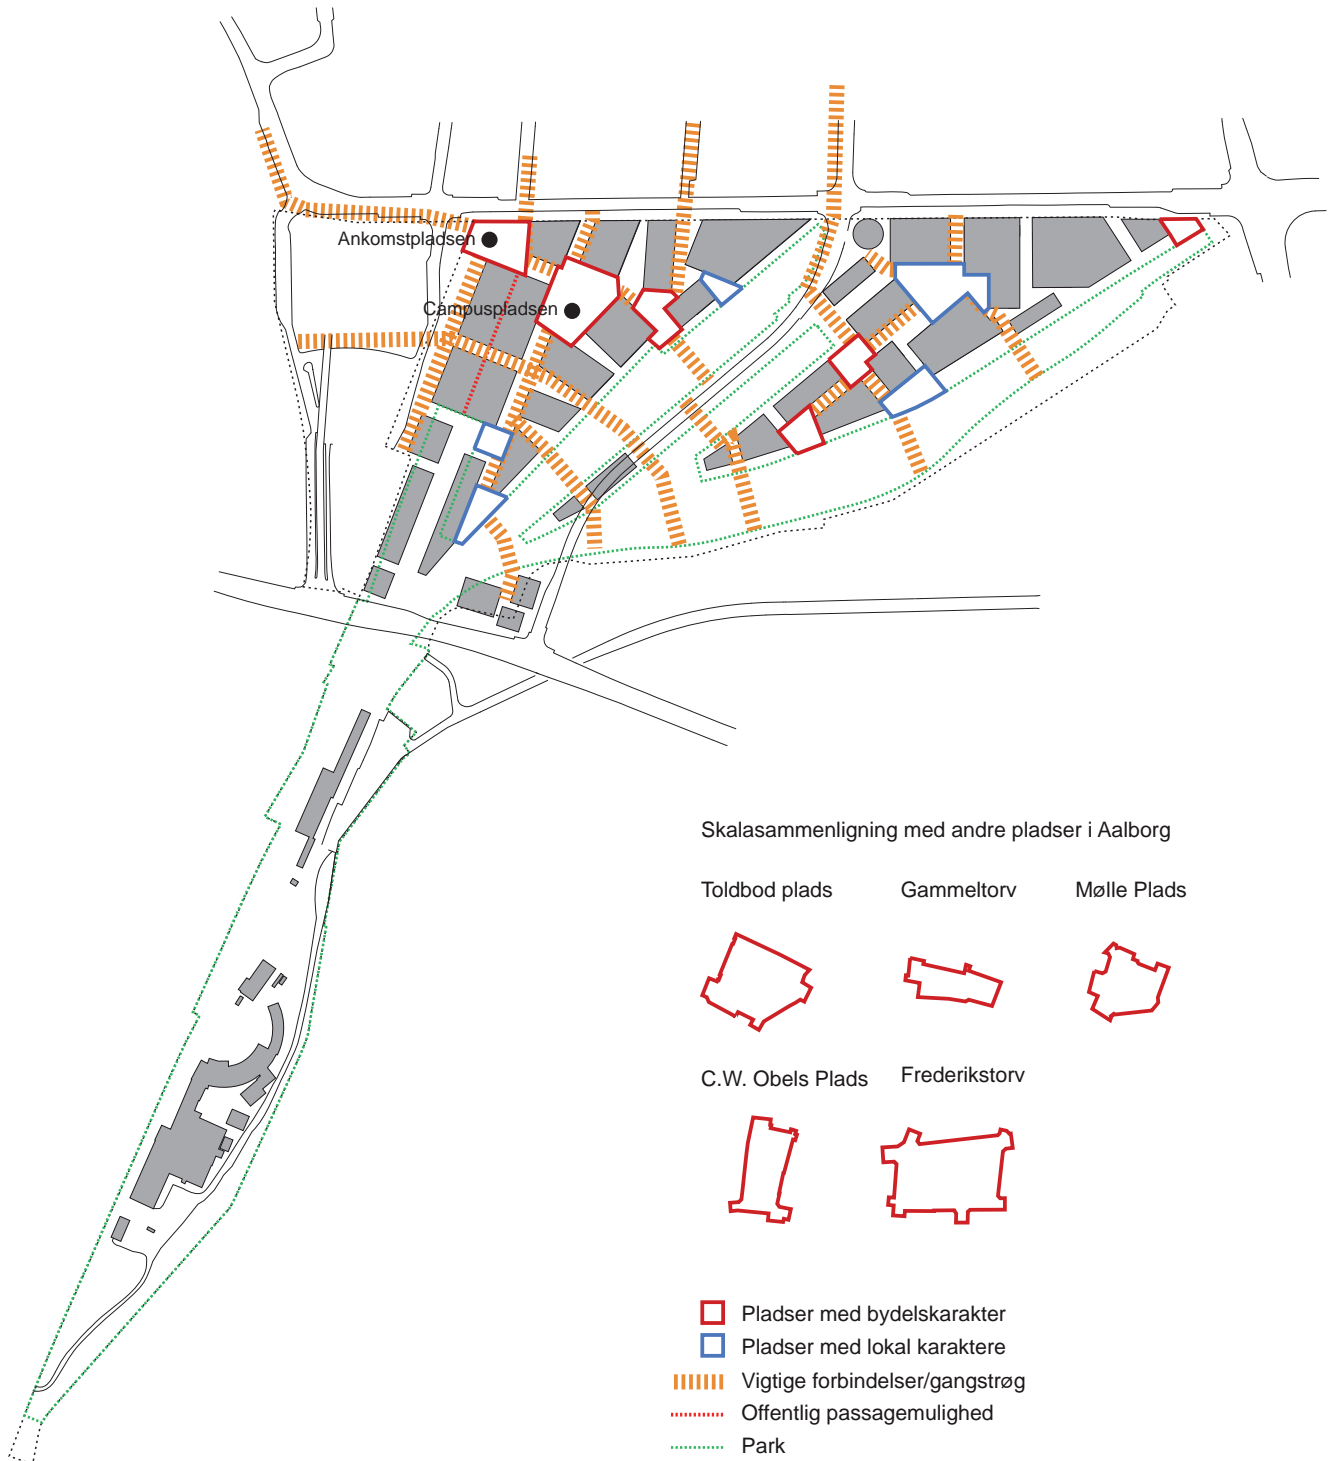 Ankomstpladsen
Campuspladsen
Skalasammenligning med andre pladser i Aalborg
Toldbod plads
Gammeltorv
Mølle Plads
C.W. Obels Plads
Frederikstorv
Pladser med bydelskarakter
Pladser med lokal karaktere
Vigtige forbindelser/gangstrøg
Offentlig passagemulighed
Park